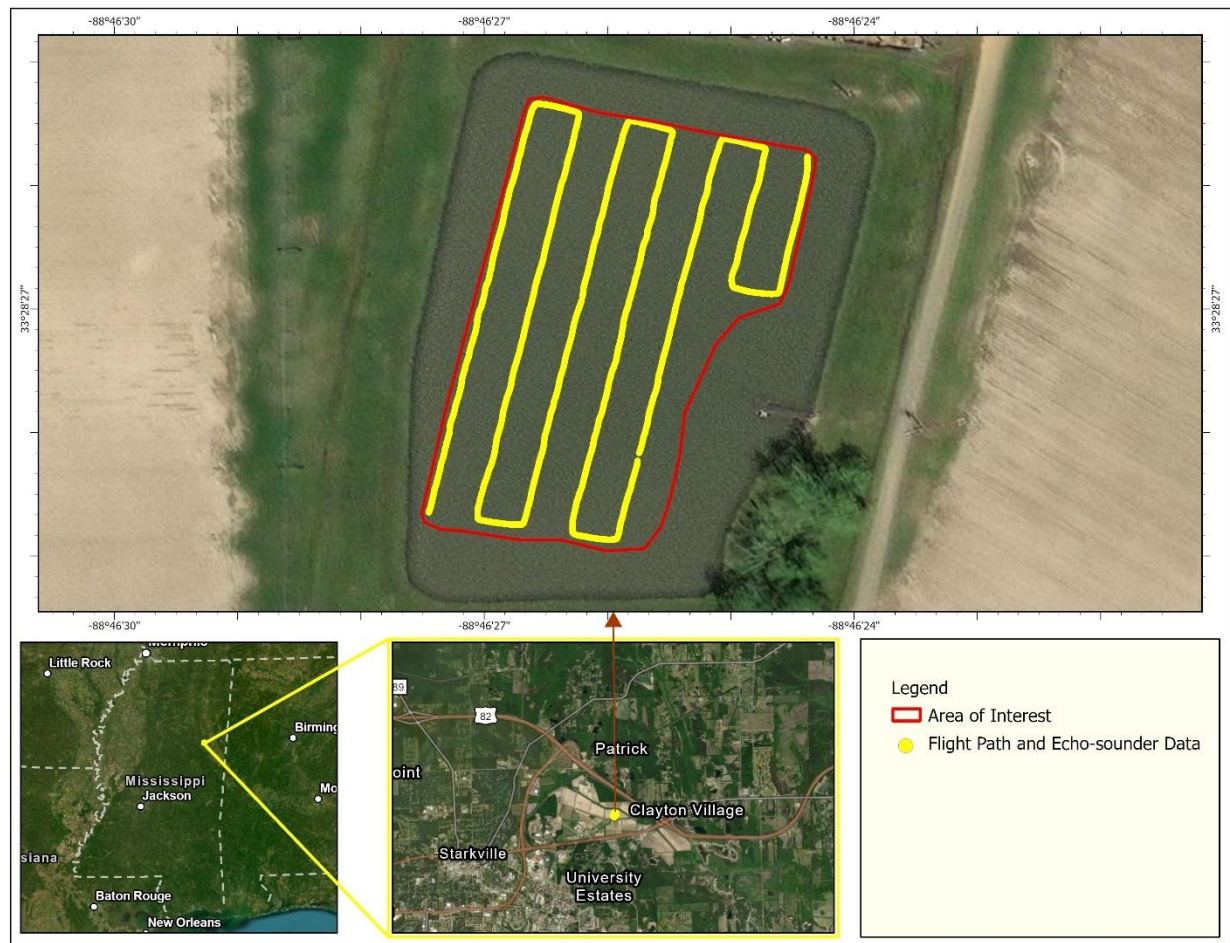 -88°46'30"
-88°46'27"
-88°46'24"
33°28'27"
33°28'27"
-88°46'30"
-88°46'27"
-88°46'24"
Memphis
Little Rock
Birming
Mississippi
Jackson
Mo
siana
Baton Rouge
New Orleans
89
82
Patrick
oint
Clayton Village
Starkville
University
Estates
Legend
Area of Interest
Flight Path and Echo-sounder Data